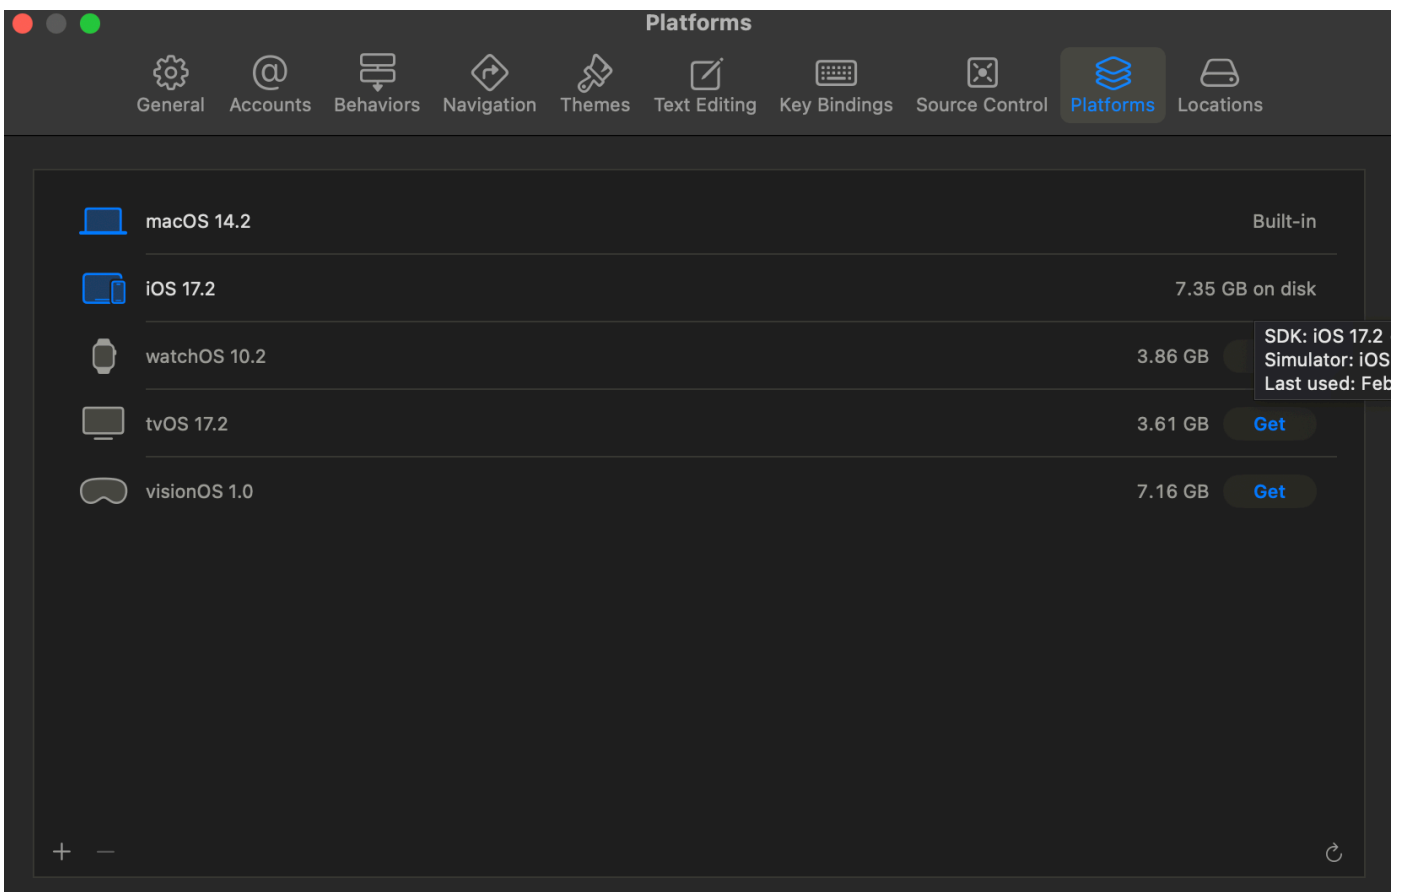 Platforms
General
Accounts
Behaviors
Navigation
Themes
Text Editing
Key Bindings
Source Control
Platforms
Locations
macOS 14.2 Built-in
iOS 17.2 7.35 GB on disk
SDK: iOS 17.2
Simulator: iOS
Last used: Feb
watchOS 10.2 3.86 GB
tvOS 17.2 3.61 GB Get
visionOS 1.0 7.16 GB Get